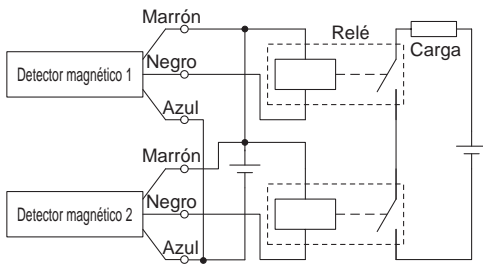 Marrón
Relé
Carga
Negro
Detector magnético 1
Azul
Marrón
Negro
Detector magnético 2
Azul